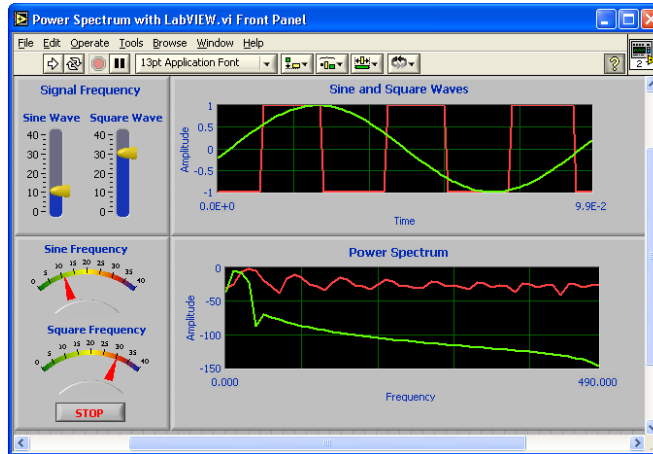 Power Spectrum with LabVIEW.vi Front Panel
File Edit Operate Tools Browse Window Help
13pt Application Font
?
2
Signal Frequency
Sine Wave Square Wave
40 40
30 30
20 20
10 10
0 0
Sine and Square Waves
Amplitude
1
0.5
0
-0.5
-1
0.0E+0 9.9E-2
Time
Sine Frequency
0 5 10 15 20 25 30 35 40
Square Frequency
0 5 10 15 20 25 30 35 40
STOP
Power Spectrum
Amplitude
0
-50
-100
-150
0.000 490.000
Frequency